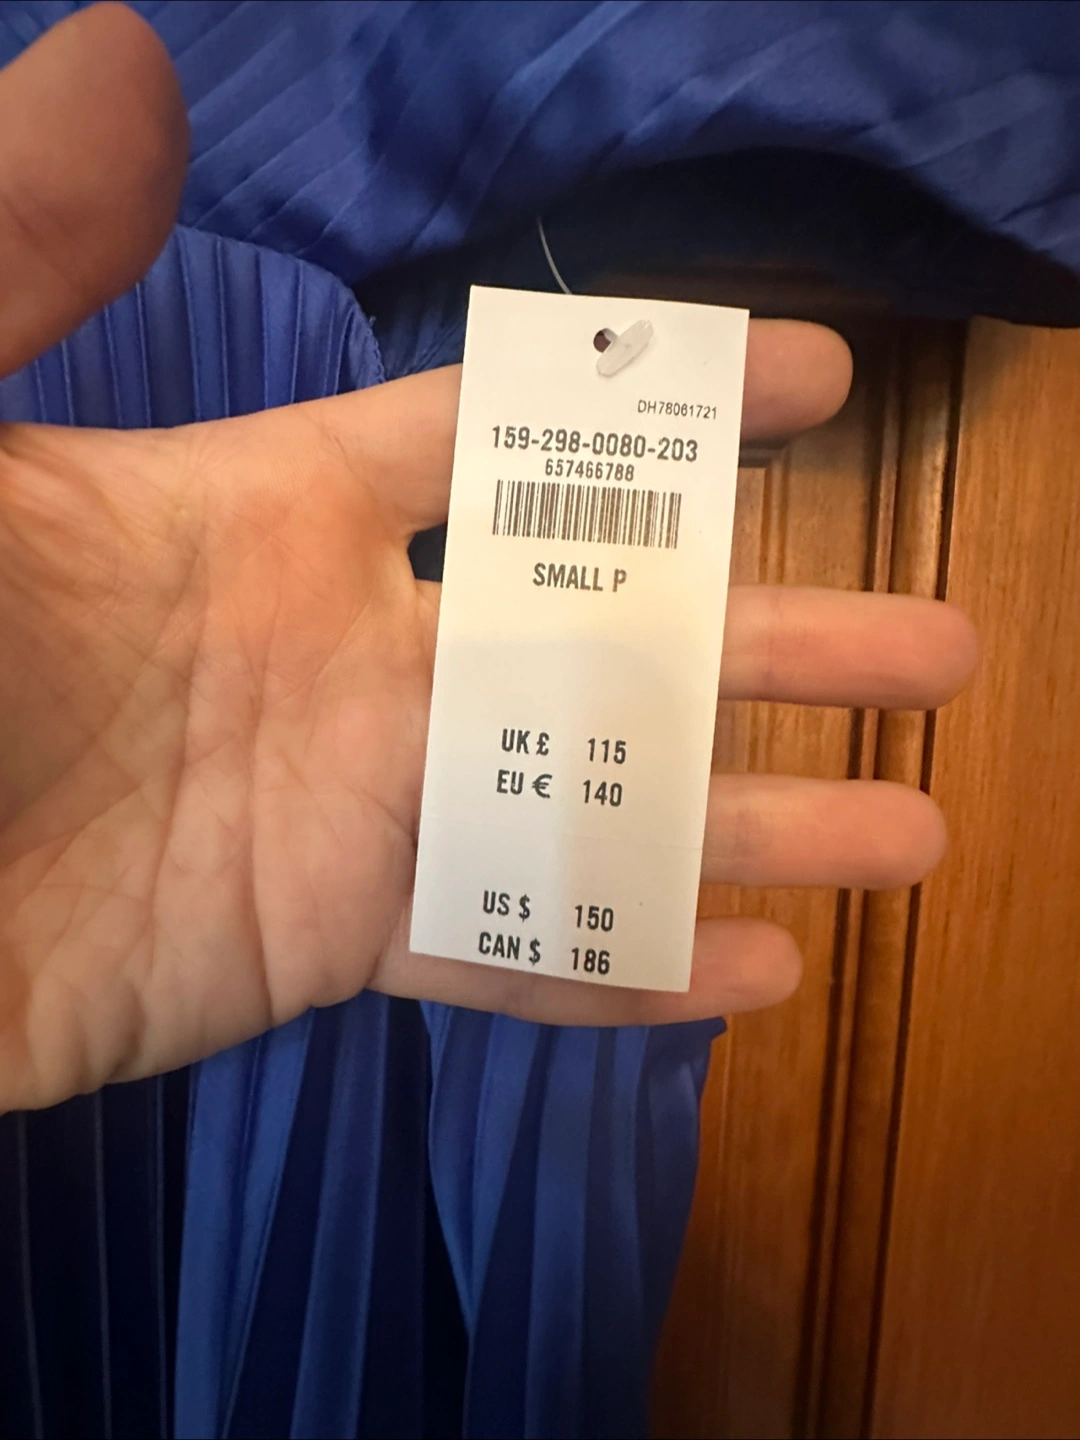 DH78061721
159-298-0080-203
657466788
SMALL P
UK £ 115
EU € 140
US $ 150
CAN $ 186